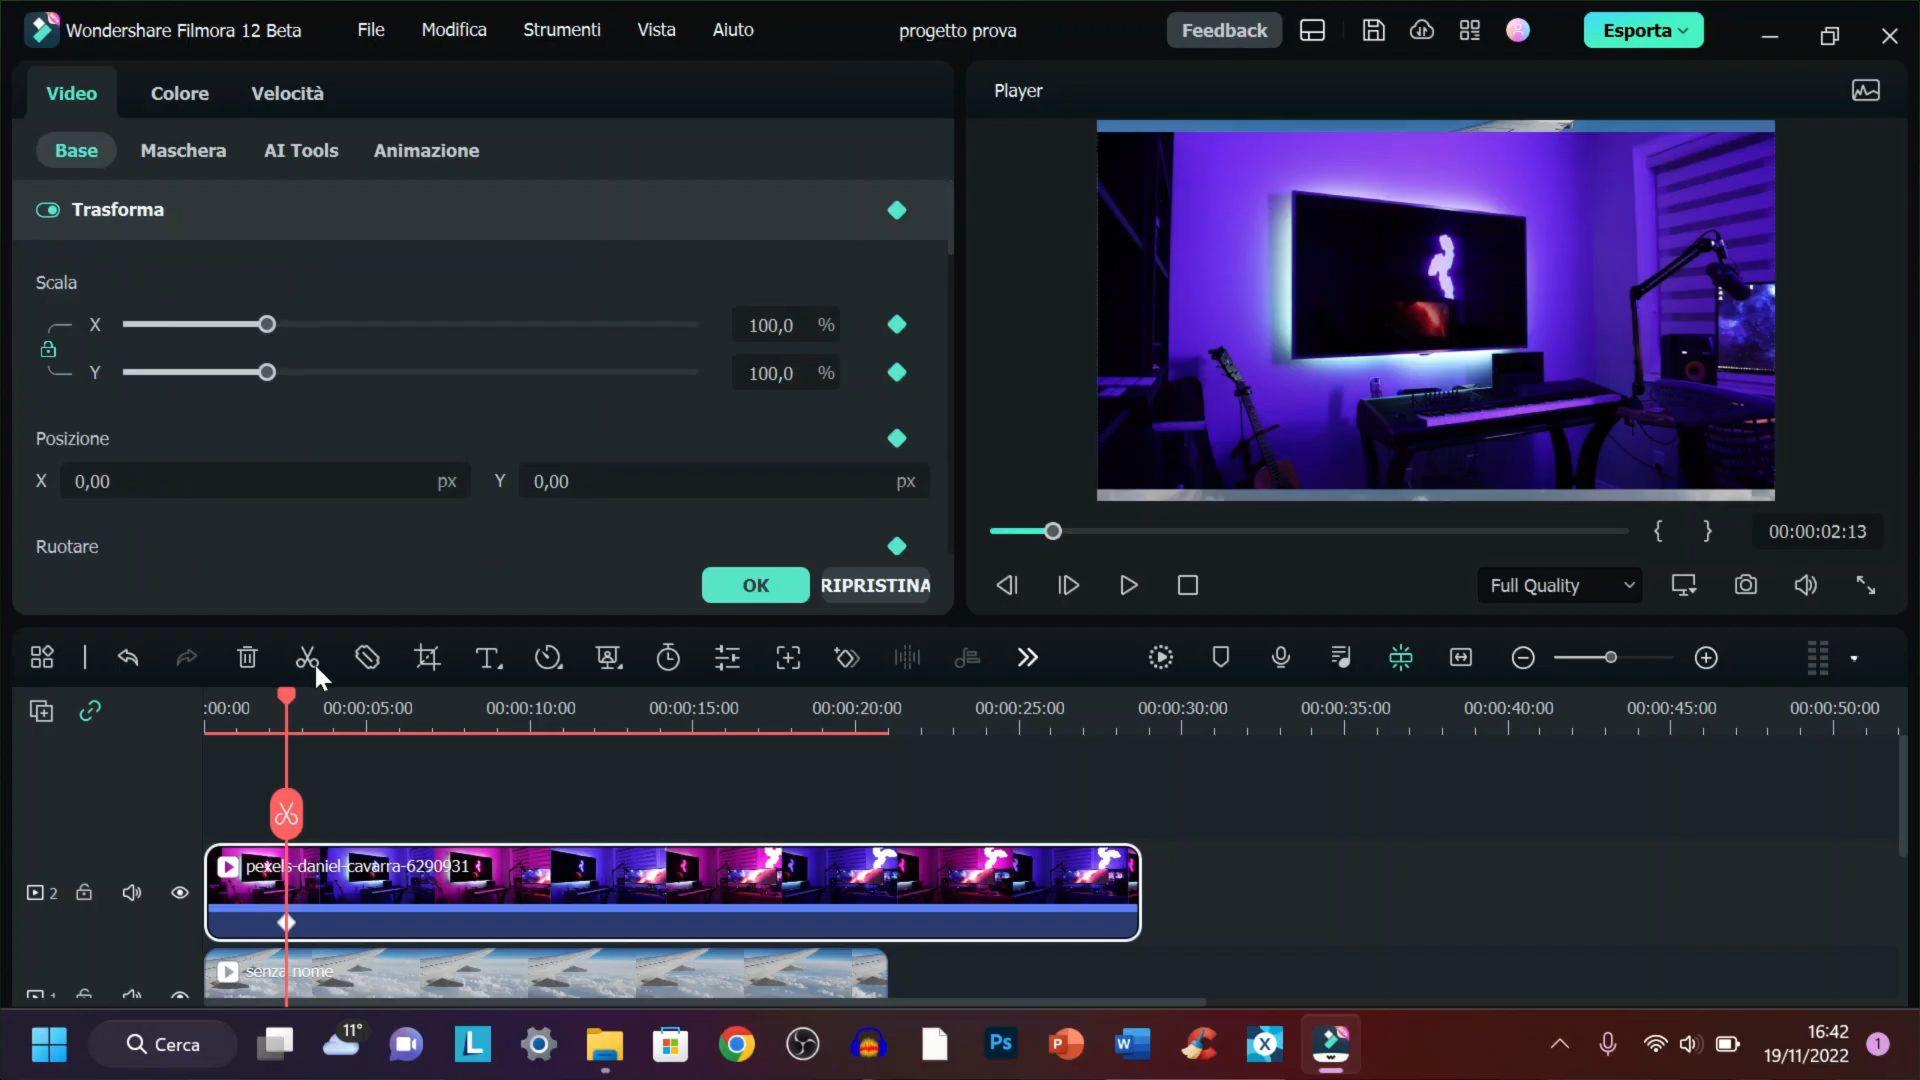 Wondershare Filmora 12 Beta
File
Modifica
Strumenti
Vista
Aiuto
progetto prova
Feedback
Esporta
Video
Colore
Velocità
Base
Maschera
AI Tools
Animazione
Trasforma
Scala
X
100,0 %
Y
100,0 %
Posizione
X 0,00 px
Y 0,00 px
Ruotare
OK
RIPRISTINA
Player
{ }
00:00:02:13
Full Quality
:00:00
00:00:05:00
00:00:10:00
00:00:15:00
00:00:20:00
00:00:25:00
00:00:30:00
00:00:35:00
00:00:40:00
00:00:45:00
00:00:50:00
pexels-daniel-cavarra-6290931
2
senza nome
1
Cerca
11°
L
Ps
P
W
X
16:42
19/11/2022
1